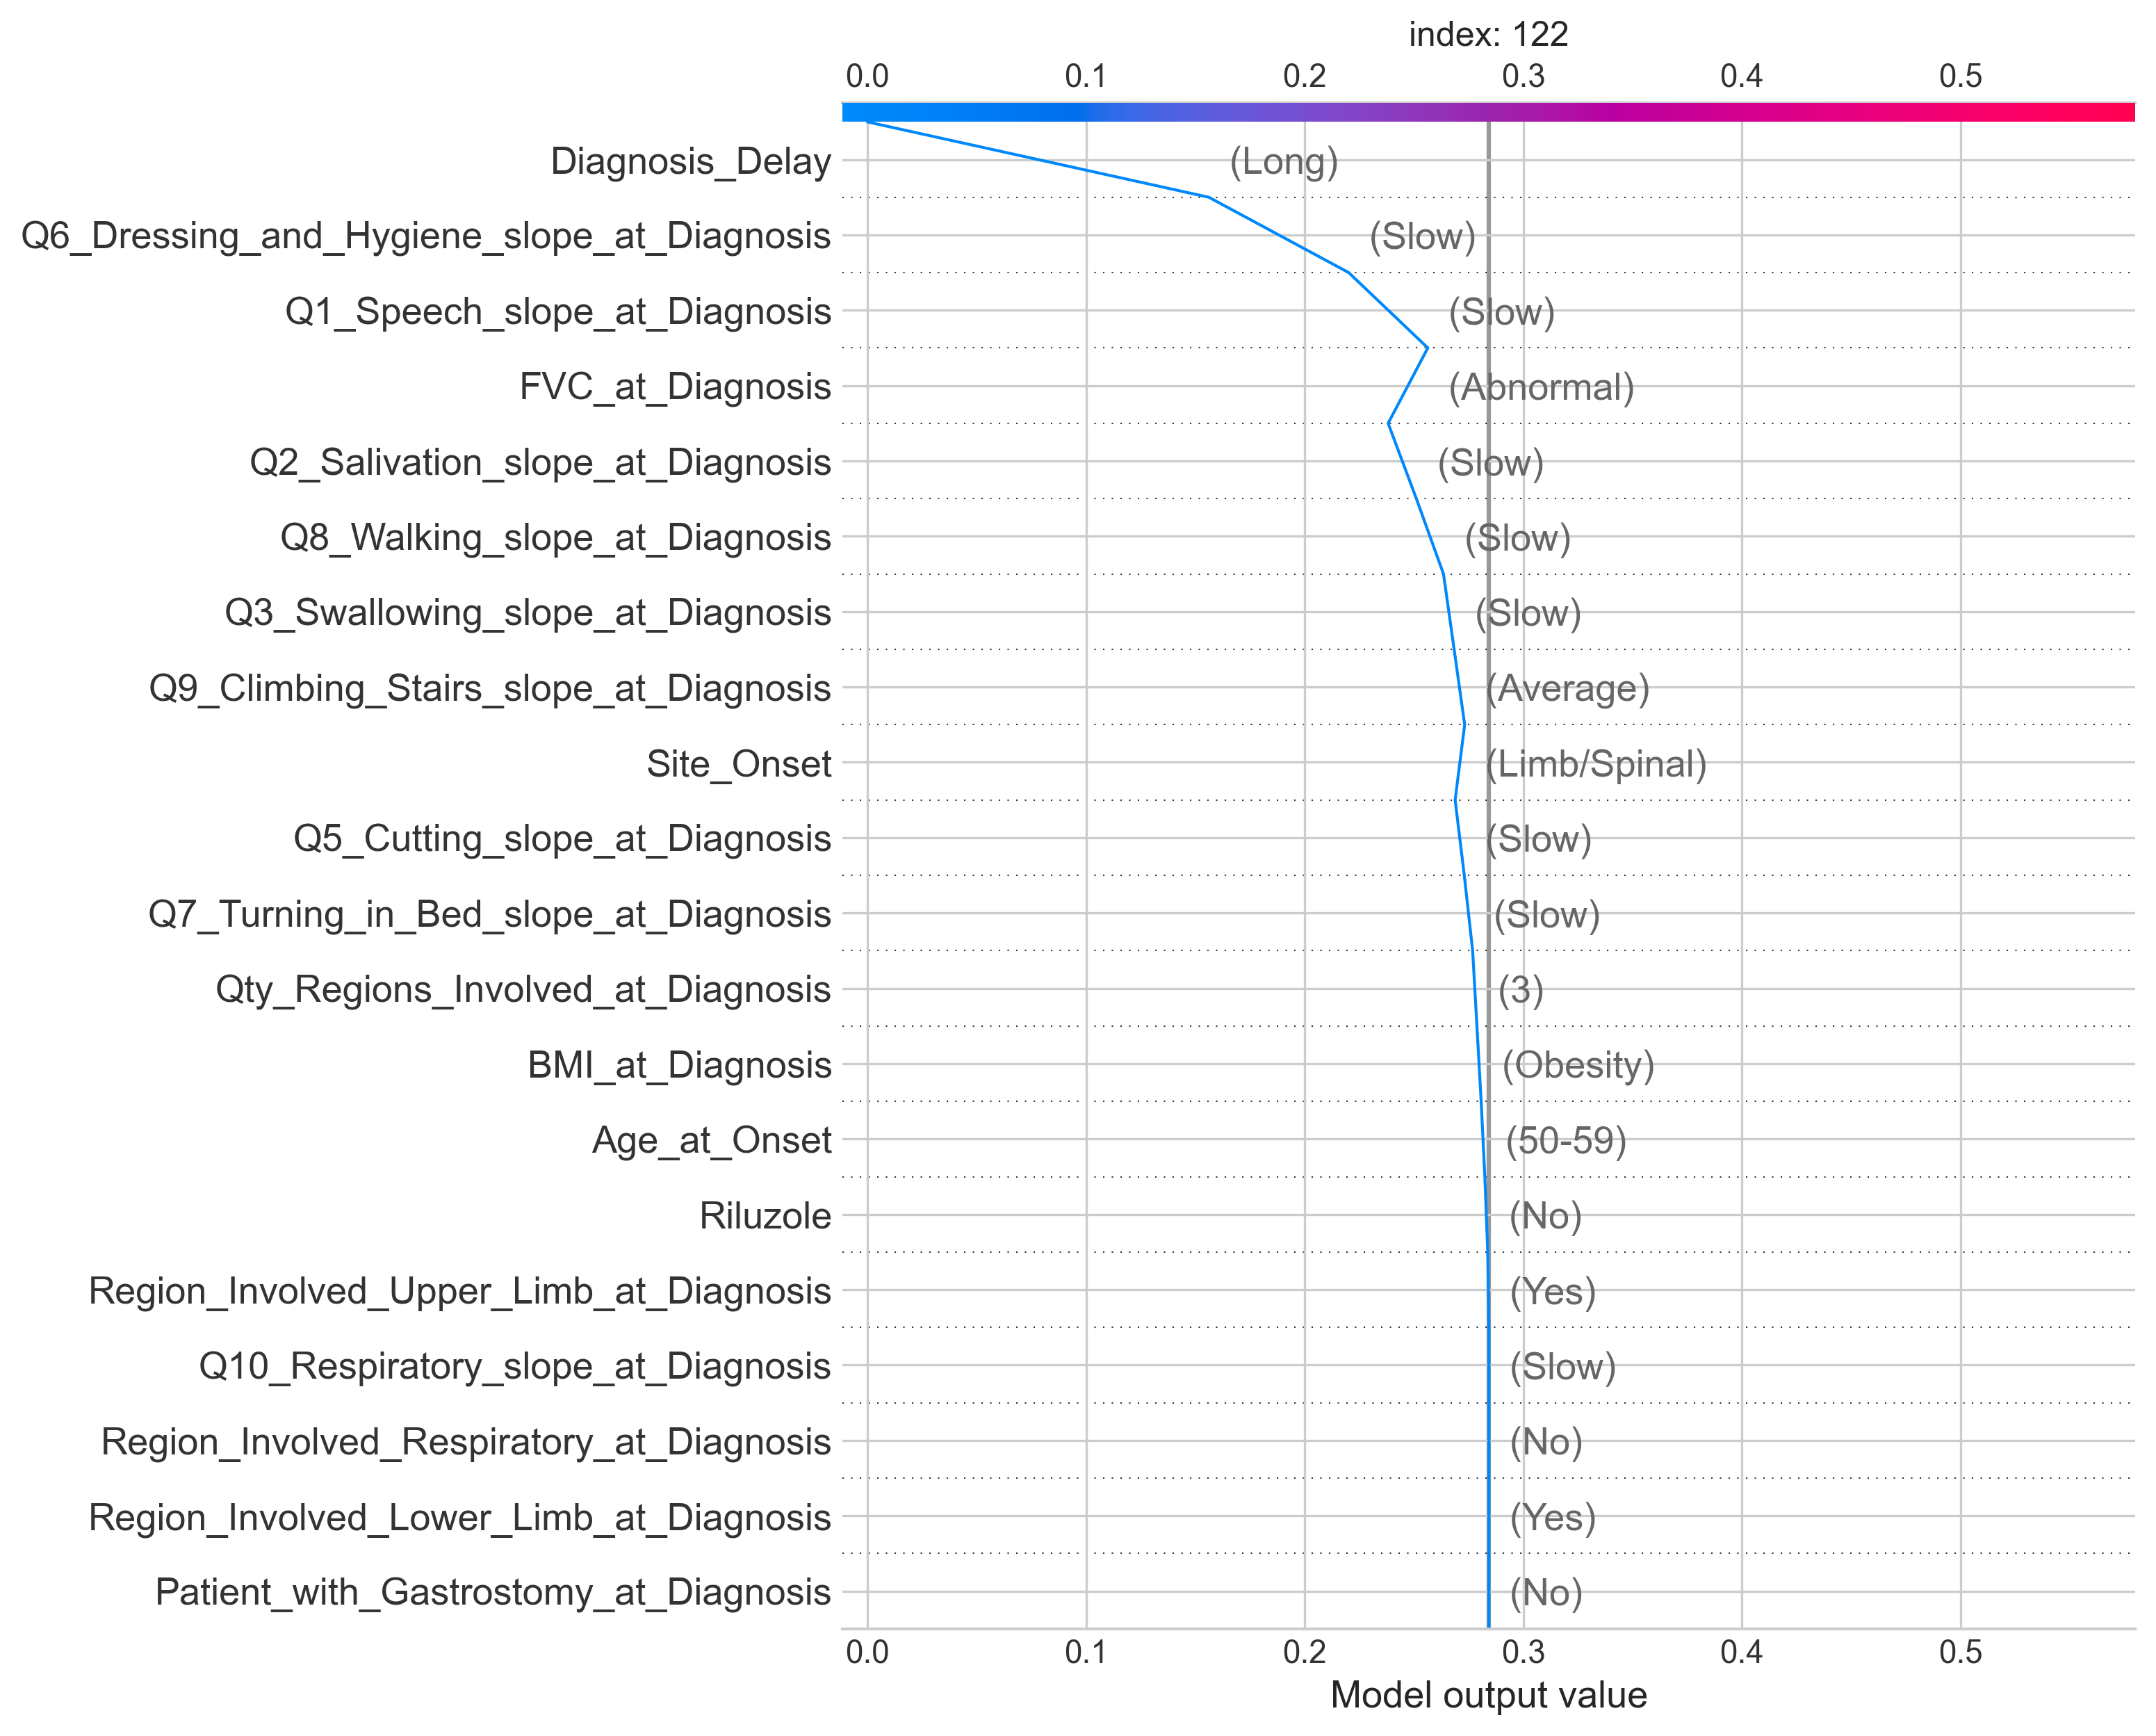 index: 122
0.0 0.1 0.2 0.3 0.4 0.5
Diagnosis_Delay (Long)
Q6_Dressing_and_Hygiene_slope_at_Diagnosis (Slow)
Q1_Speech_slope_at_Diagnosis (Slow)
FVC_at_Diagnosis (Abnormal)
Q2_Salivation_slope_at_Diagnosis (Slow)
Q8_Walking_slope_at_Diagnosis (Slow)
Q3_Swallowing_slope_at_Diagnosis (Slow)
Q9_Climbing_Stairs_slope_at_Diagnosis (Average)
Site_Onset (Limb/Spinal)
Q5_Cutting_slope_at_Diagnosis (Slow)
Q7_Turning_in_Bed_slope_at_Diagnosis (Slow)
Qty_Regions_Involved_at_Diagnosis (3)
BMI_at_Diagnosis (Obesity)
Age_at_Onset (50-59)
Riluzole (No)
Region_Involved_Upper_Limb_at_Diagnosis (Yes)
Q10_Respiratory_slope_at_Diagnosis (Slow)
Region_Involved_Respiratory_at_Diagnosis (No)
Region_Involved_Lower_Limb_at_Diagnosis (Yes)
Patient_with_Gastrostomy_at_Diagnosis (No)
0.0 0.1 0.2 0.3 0.4 0.5
Model output value